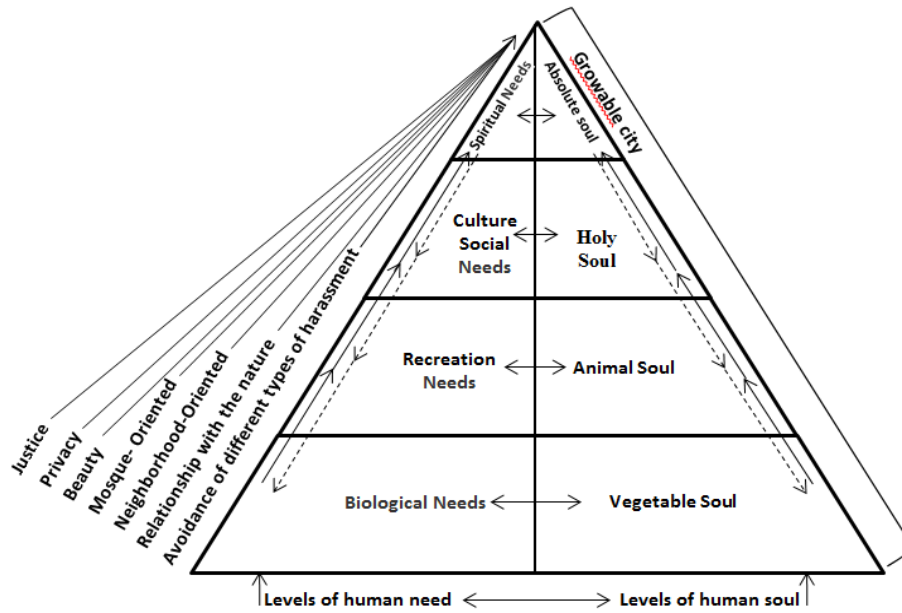 Growable city
Spiritual Needs
Absolute soul
Culture
Social
Needs
Holy
Soul
Recreation
Needs
Animal Soul
Biological Needs
Vegetable Soul
Justice
Privacy
Beauty
Mosque- Oriented
Neighborhood-Oriented
Relationship with the nature
Avoidance of different types of harassment
Levels of human need
Levels of human soul